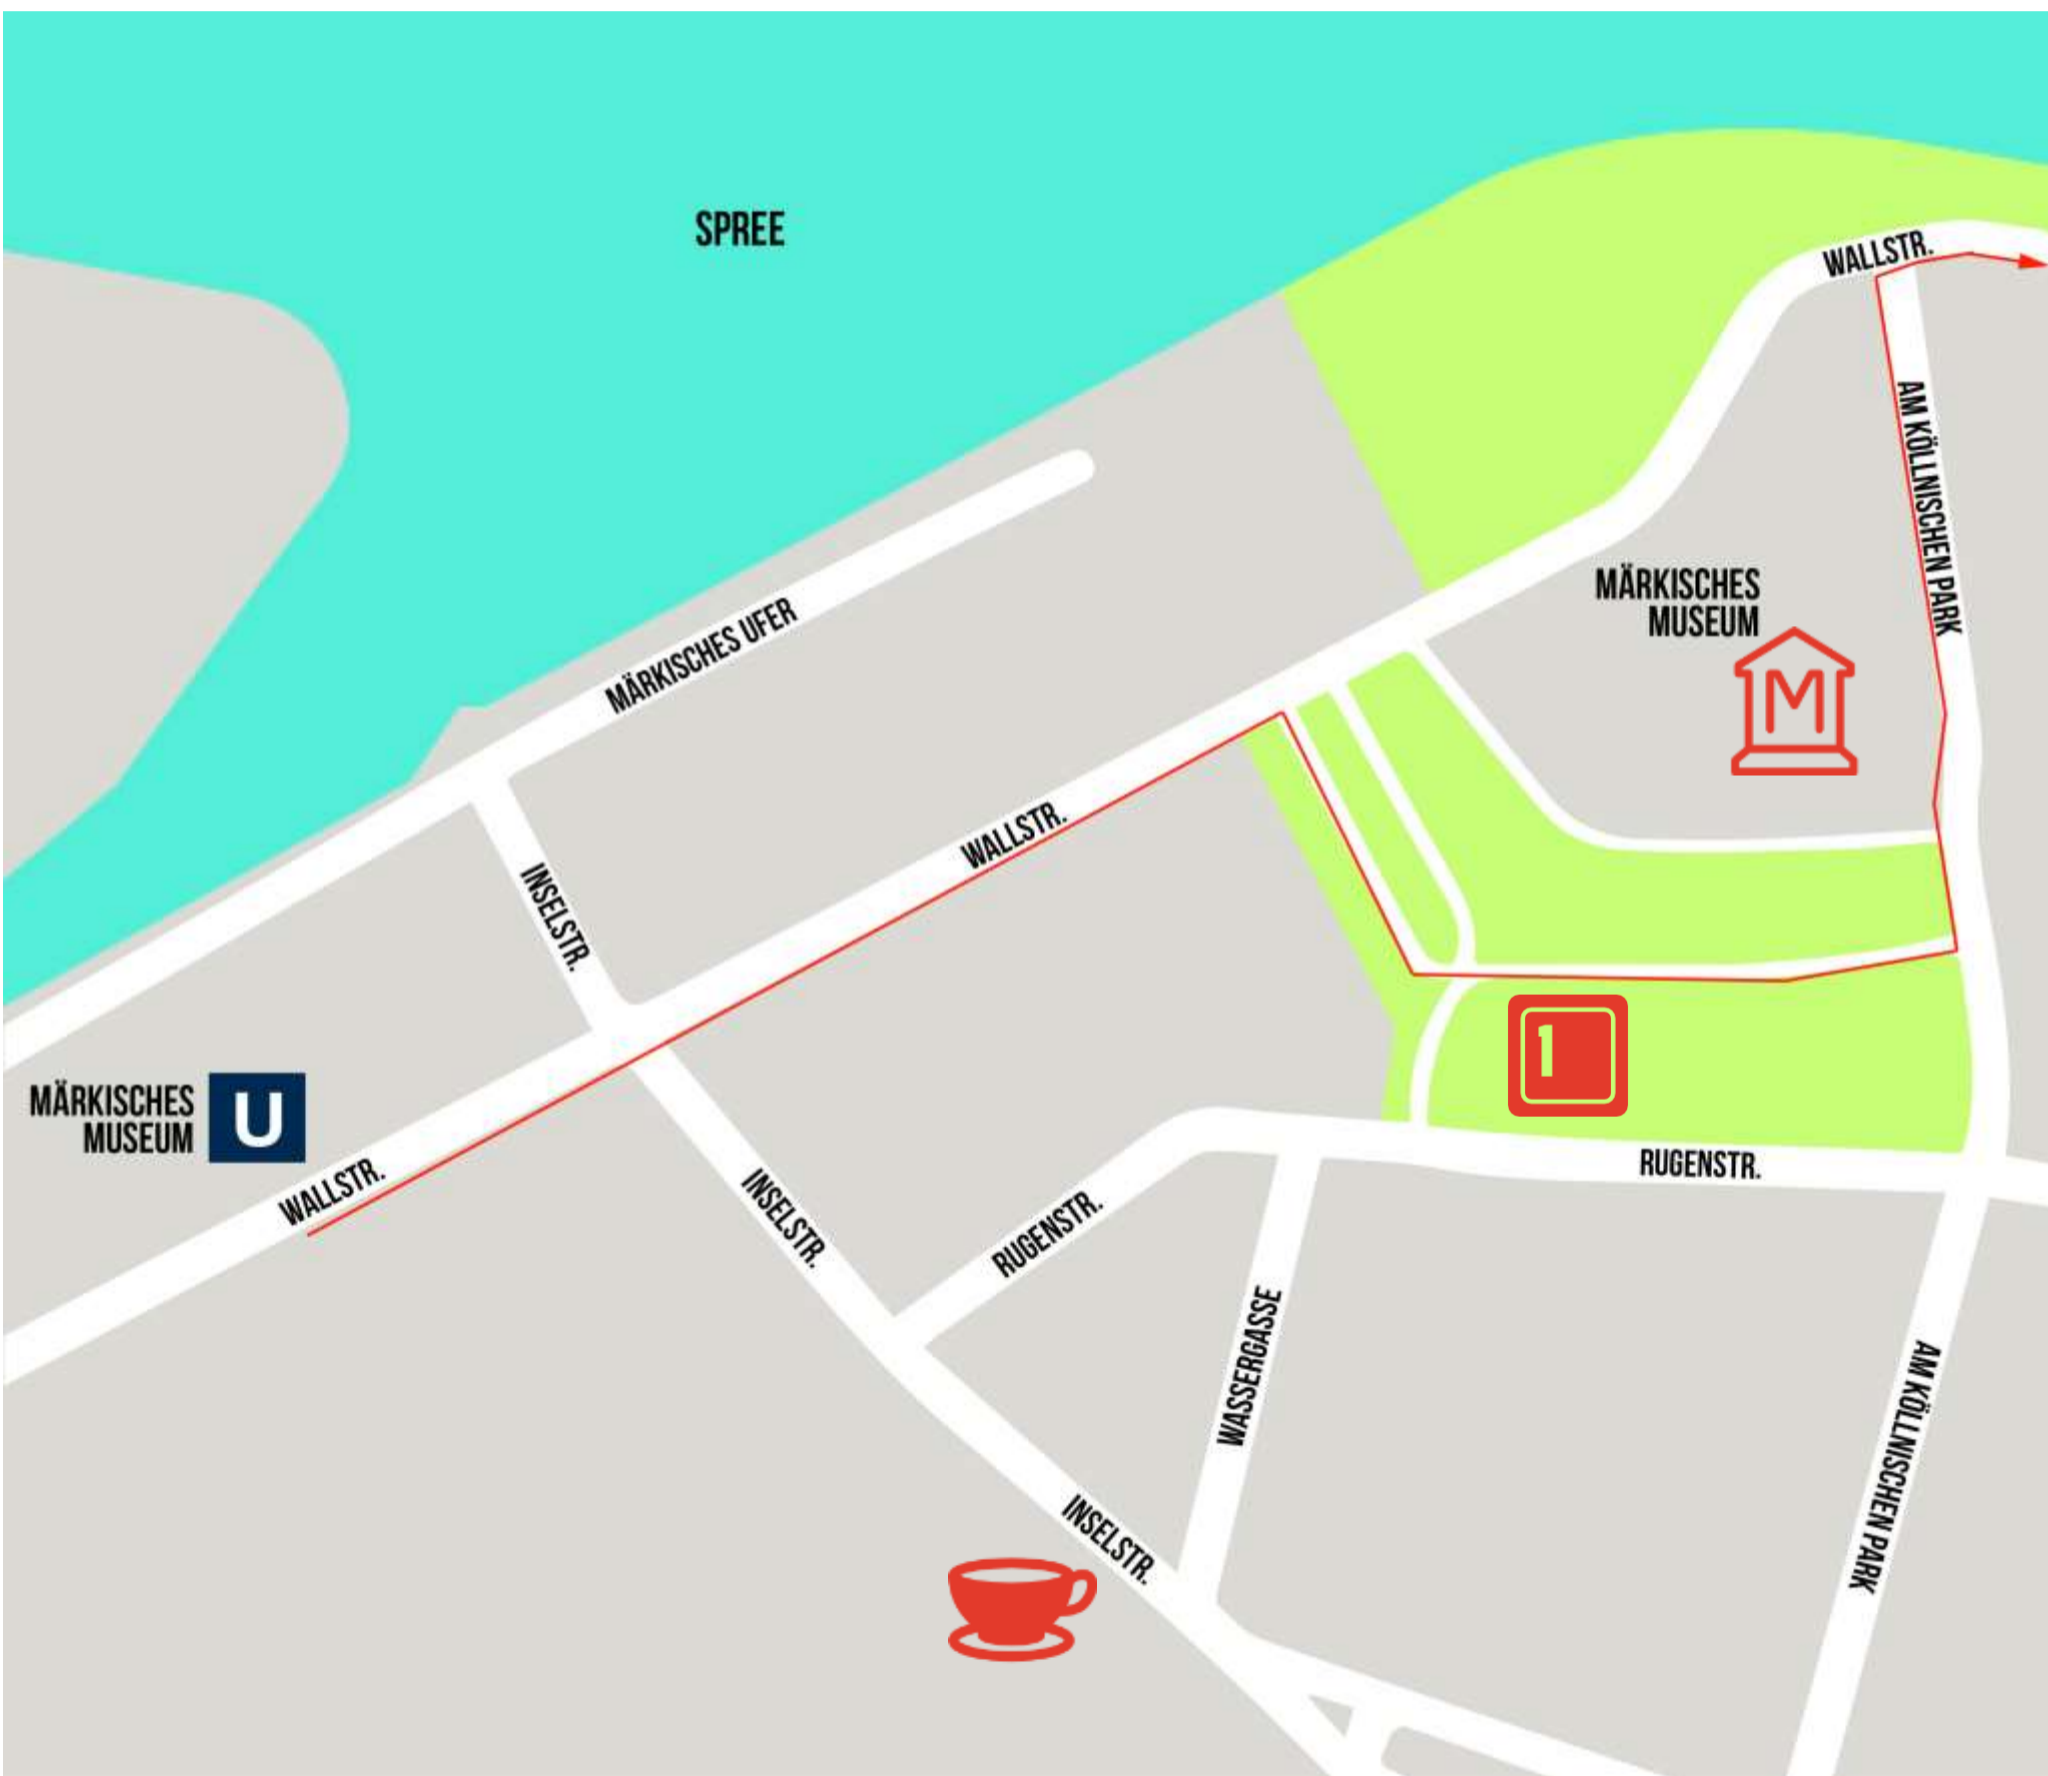 SPREE
WALLSTR.
AM KÖLLNISCHEN PARK
MÄRKISCHES
MUSEUM
M
MÄRKISCHES UFER
WALLSTR.
INSELSTR.
MÄRKISCHES
MUSEUM
U
WALLSTR.
1
RUGENSTR.
INSELSTR.
RUGENSTR.
WASSERGASSE
AM KÖLLNISCHEN PARK
INSELSTR.